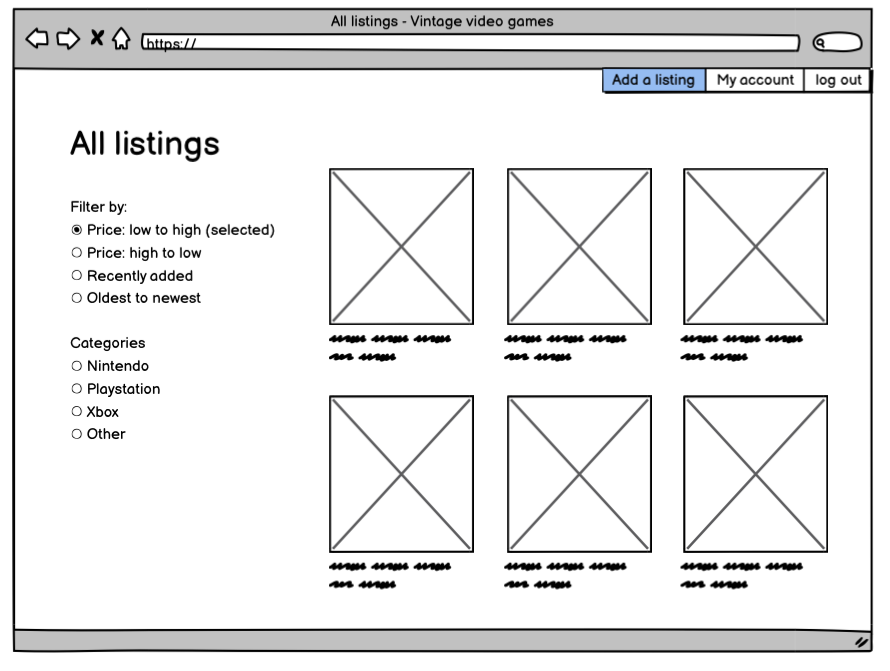 All listings - Vintage video games
https://
Add a listing
My account
log out
All listings
Filter by:
Price: low to high (selected)
Price: high to low
Recently added
Oldest to newest
Categories
Nintendo
Playstation
Xbox
Other